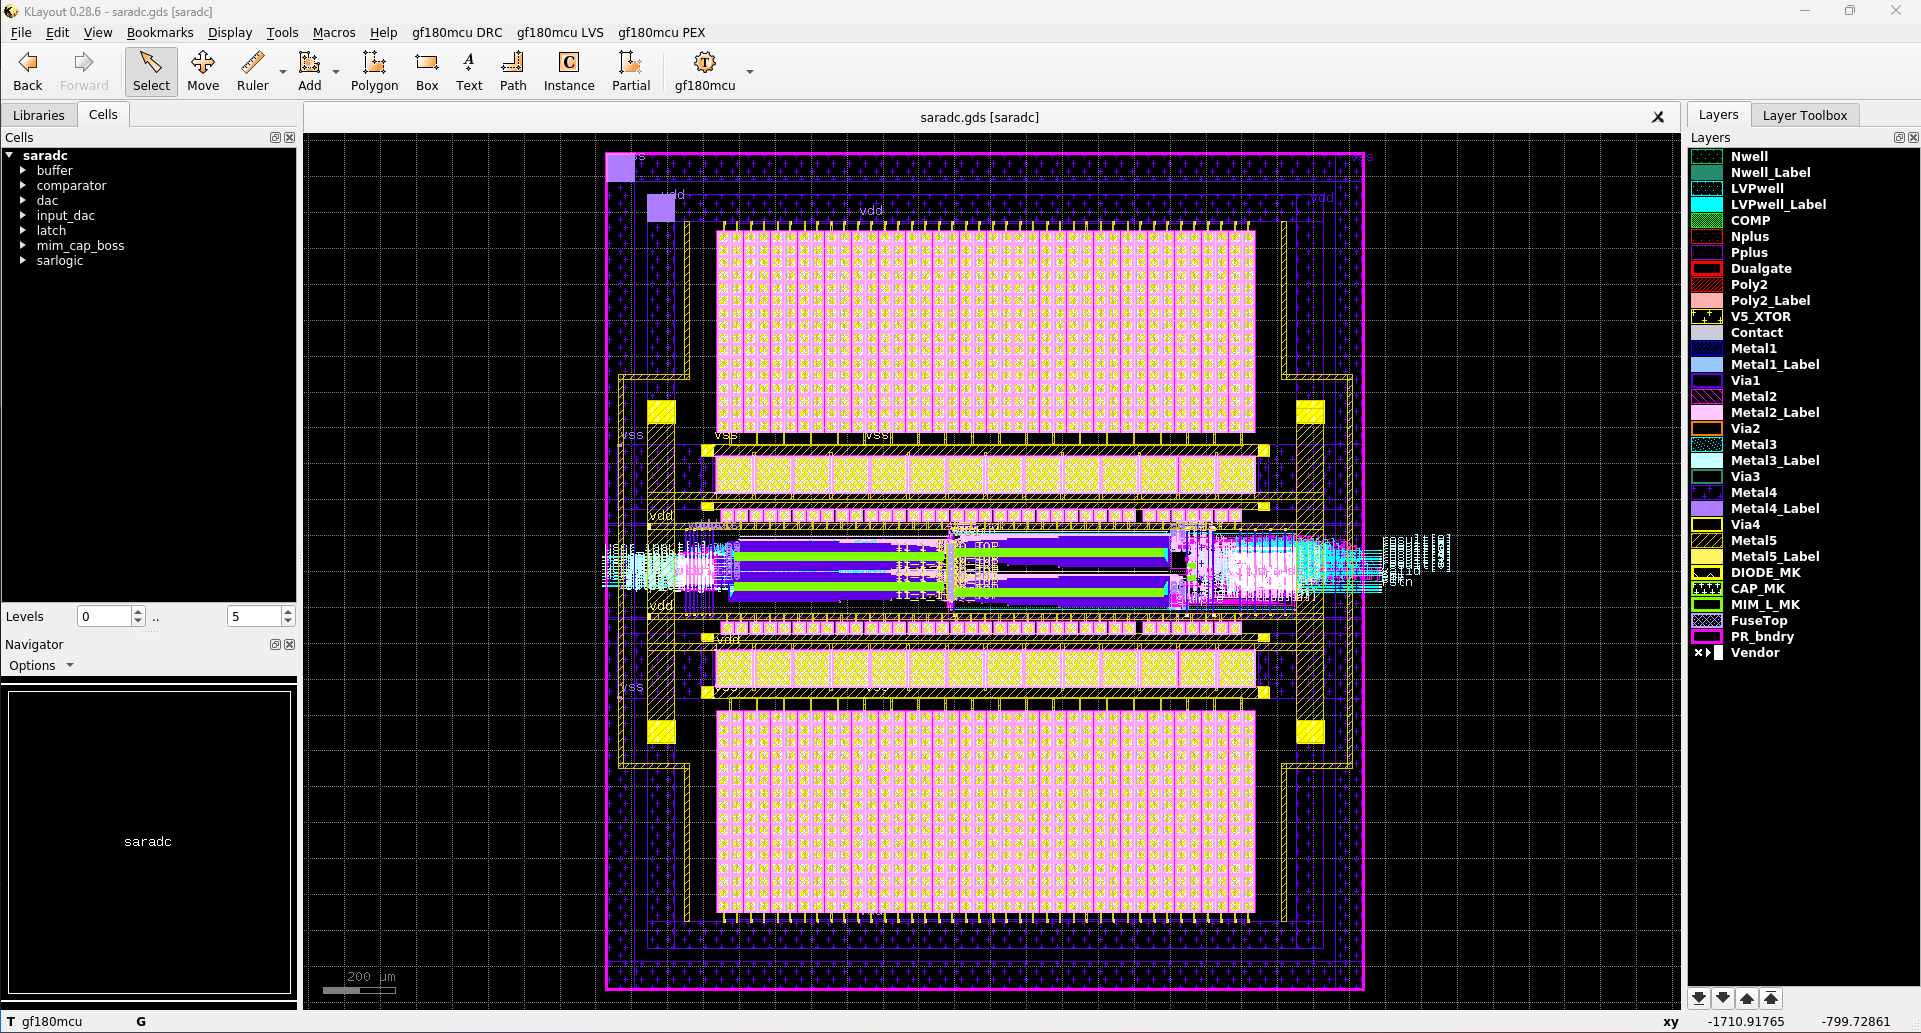 KLayout 0.28.6 - saradc.gds [saradc]
File Edit View Bookmarks Display Tools Macros Help gf180mcu DRC gf180mcu LVS gf180mcu PEX
Back Forward Select Move Ruler Add Polygon Box Text Path Instance Partial gf180mcu
Libraries Cells
saradc.gds [saradc]
Layers Layer Toolbox
Cells
saradc
buffer
comparator
dac
input_dac
latch
mim_cap_boss
sarlogic
Levels 0 .. 5
Navigator
Options
saradc
vdd
vdd
vdd
vss
vss
vss
vss
vdd
vdd
vdd
vss
200 µm
Layers
Nwell
Nwell_Label
LVPwell
LVPwell_Label
COMP
Nplus
Pplus
Dualgate
Poly2
Poly2_Label
V5_XTOR
Contact
Metal1
Metal1_Label
Via1
Metal2
Metal2_Label
Via2
Metal3
Metal3_Label
Via3
Metal4
Metal4_Label
Via4
Metal5
Metal5_Label
DIODE_MK
CAP_MK
MIM_L_MK
FuseTop
PR_bndry
Vendor
T gf180mcu G xy -1710.91765 -799.72861